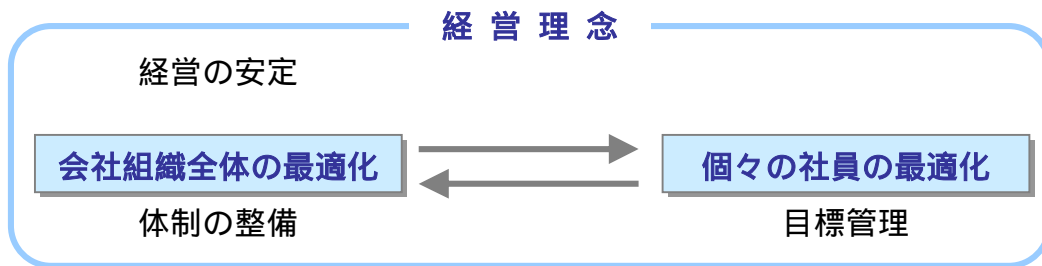 経営理念
経営の安定
会社組織全体の最適化
個々の社員の最適化
体制の整備
目標管理